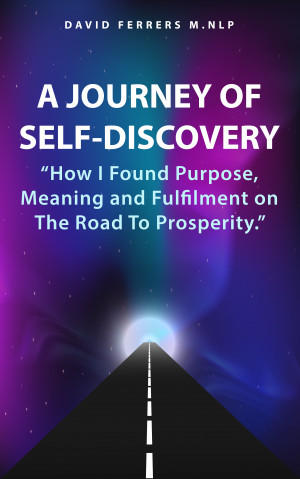 DAVID FERRERS M.NLP
A JOURNEY OF
SELF-DISCOVERY
“How I Found Purpose,
Meaning and Fulfilment on
The Road To Prosperity.”